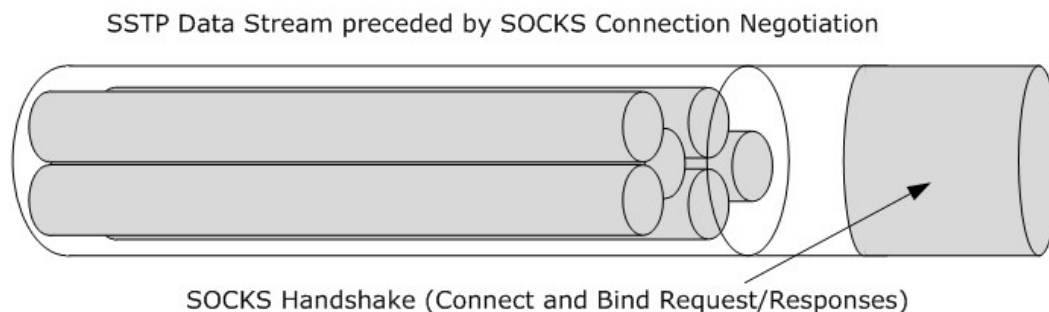 SSTP Data Stream preceded by SOCKS Connection Negotiation
SOCKS Handshake (Connect and Bind Request/Responses)